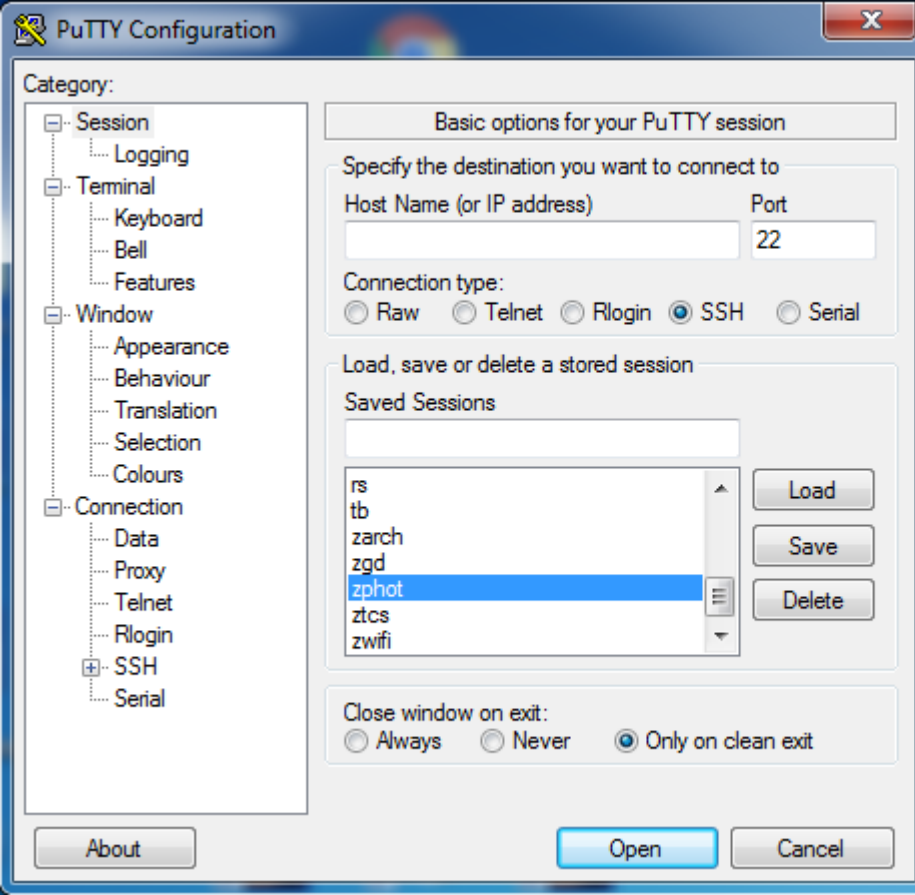 PuTTY Configuration
Category:
Session
Logging
Terminal
Keyboard
Bell
Features
Window
Appearance
Behaviour
Translation
Selection
Colours
Connection
Data
Proxy
Telnet
Rlogin
SSH
Serial
Basic options for your PuTTY session
Specify the destination you want to connect to
Host Name (or IP address) Port
22
Connection type:
Raw Telnet Rlogin SSH Serial
Load, save or delete a stored session
Saved Sessions
rs
tb
zarch
zgd
zphot
ztcs
zwifi
Load
Save
Delete
Close window on exit:
Always Never Only on clean exit
About Open Cancel